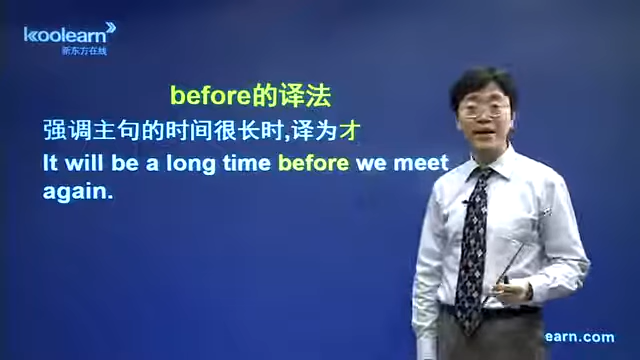 koolearn
新东方在线
before的译法
强调主句的时间很长时,译为才
It will be a long time before we meet
again.
earn.com